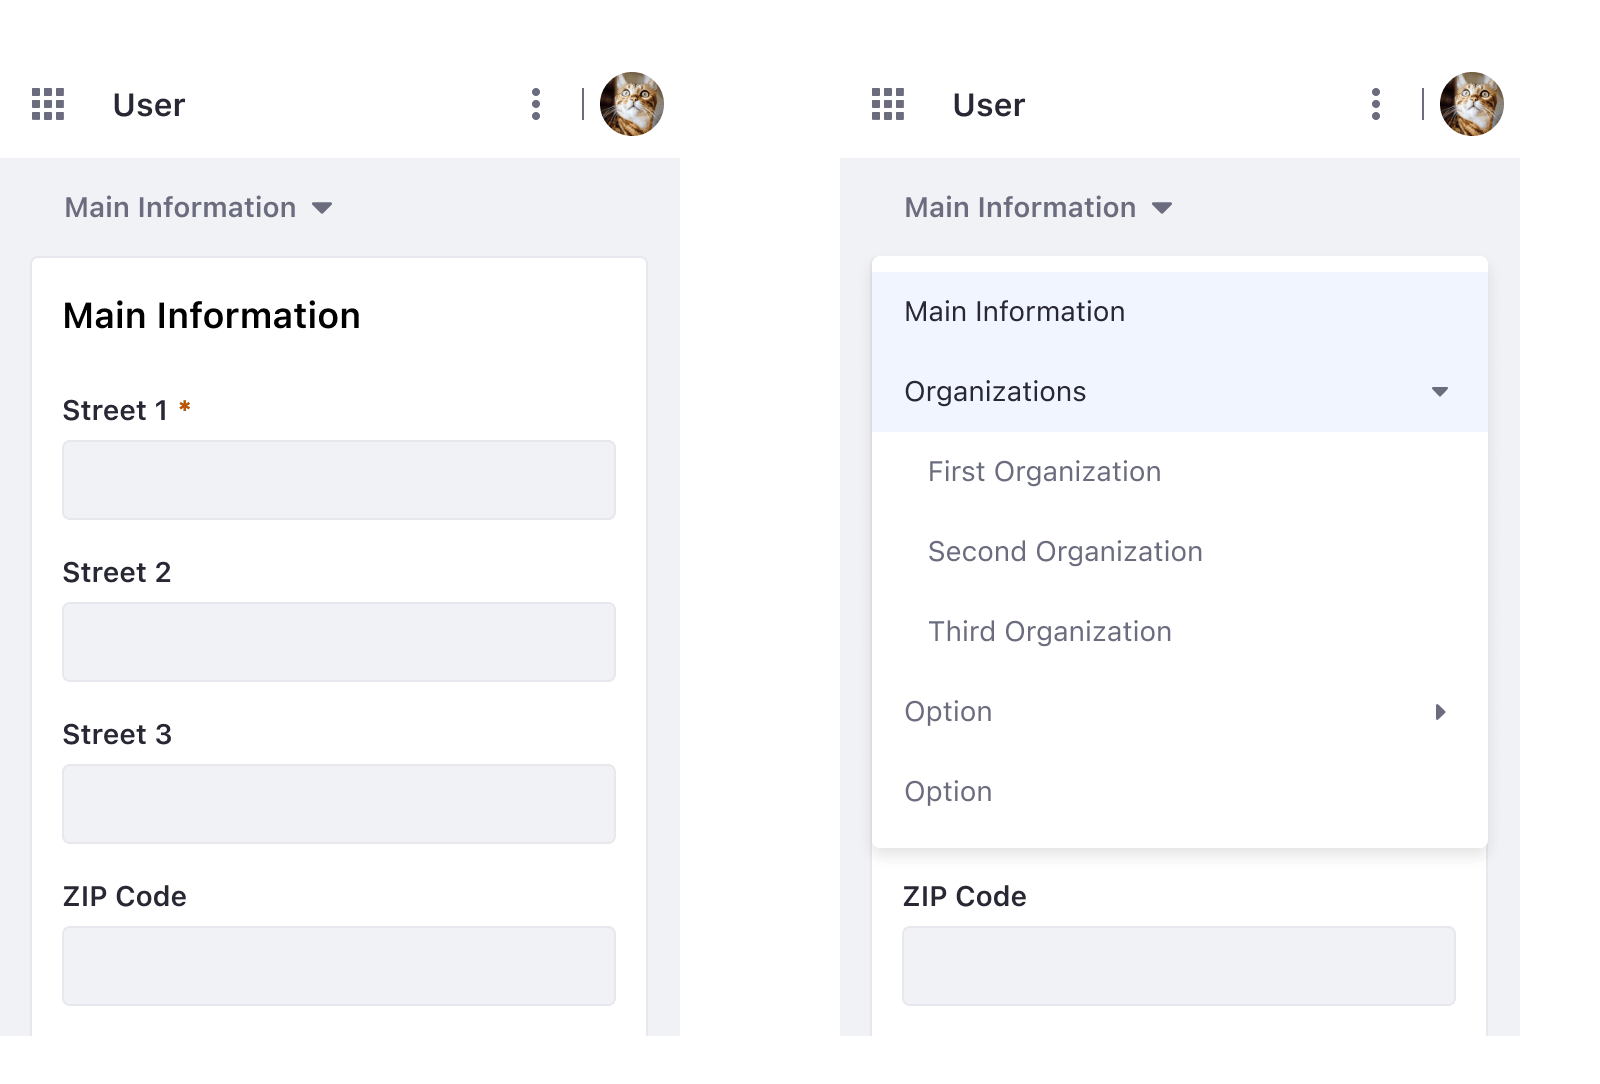 User
Main Information
Main Information
Street 1 *
Street 2
Street 3
ZIP Code
User
Main Information
Main Information
Organizations
First Organization
Second Organization
Third Organization
Option
Option
ZIP Code